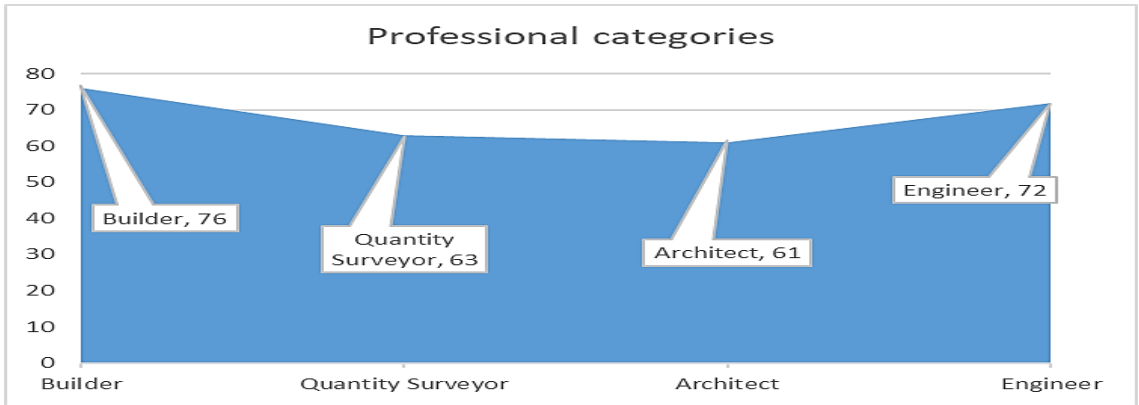 Professional categories
80
70
60
50
40
30
20
10
0
Builder, 76
Quantity
Surveyor, 63
Architect, 61
Engineer, 72
Builder
Quantity Surveyor
Architect
Engineer